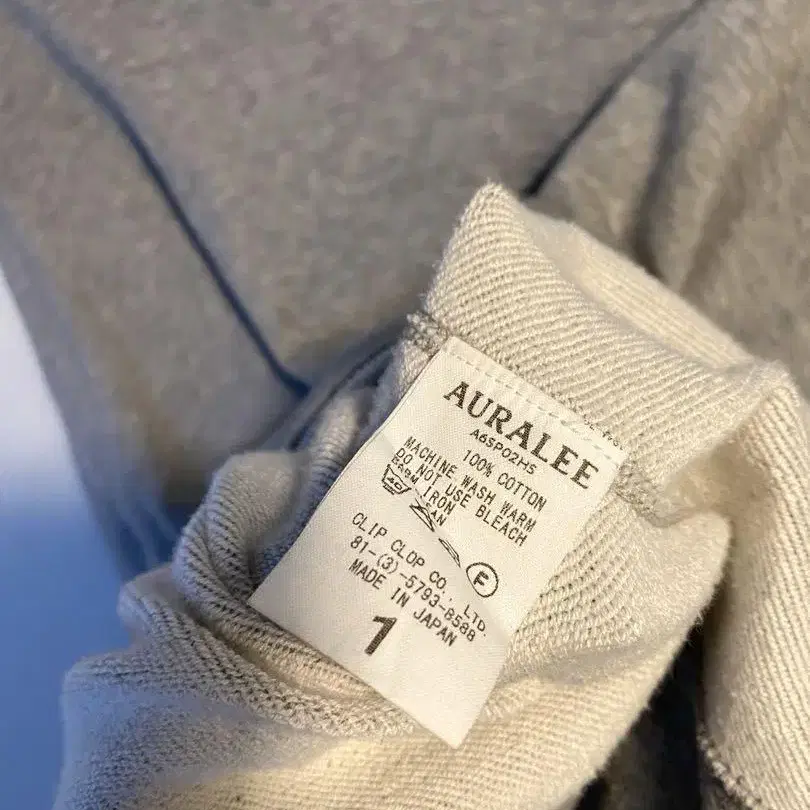 AURALEE
A6SP02HS
100% COTTON
MACHINE WASH WARM
DO NOT USE BLEACH
WARM IRON
40
F
CLIP CLOP CO., LTD.
81-(3)-5793-8588
MADE IN JAPAN
1